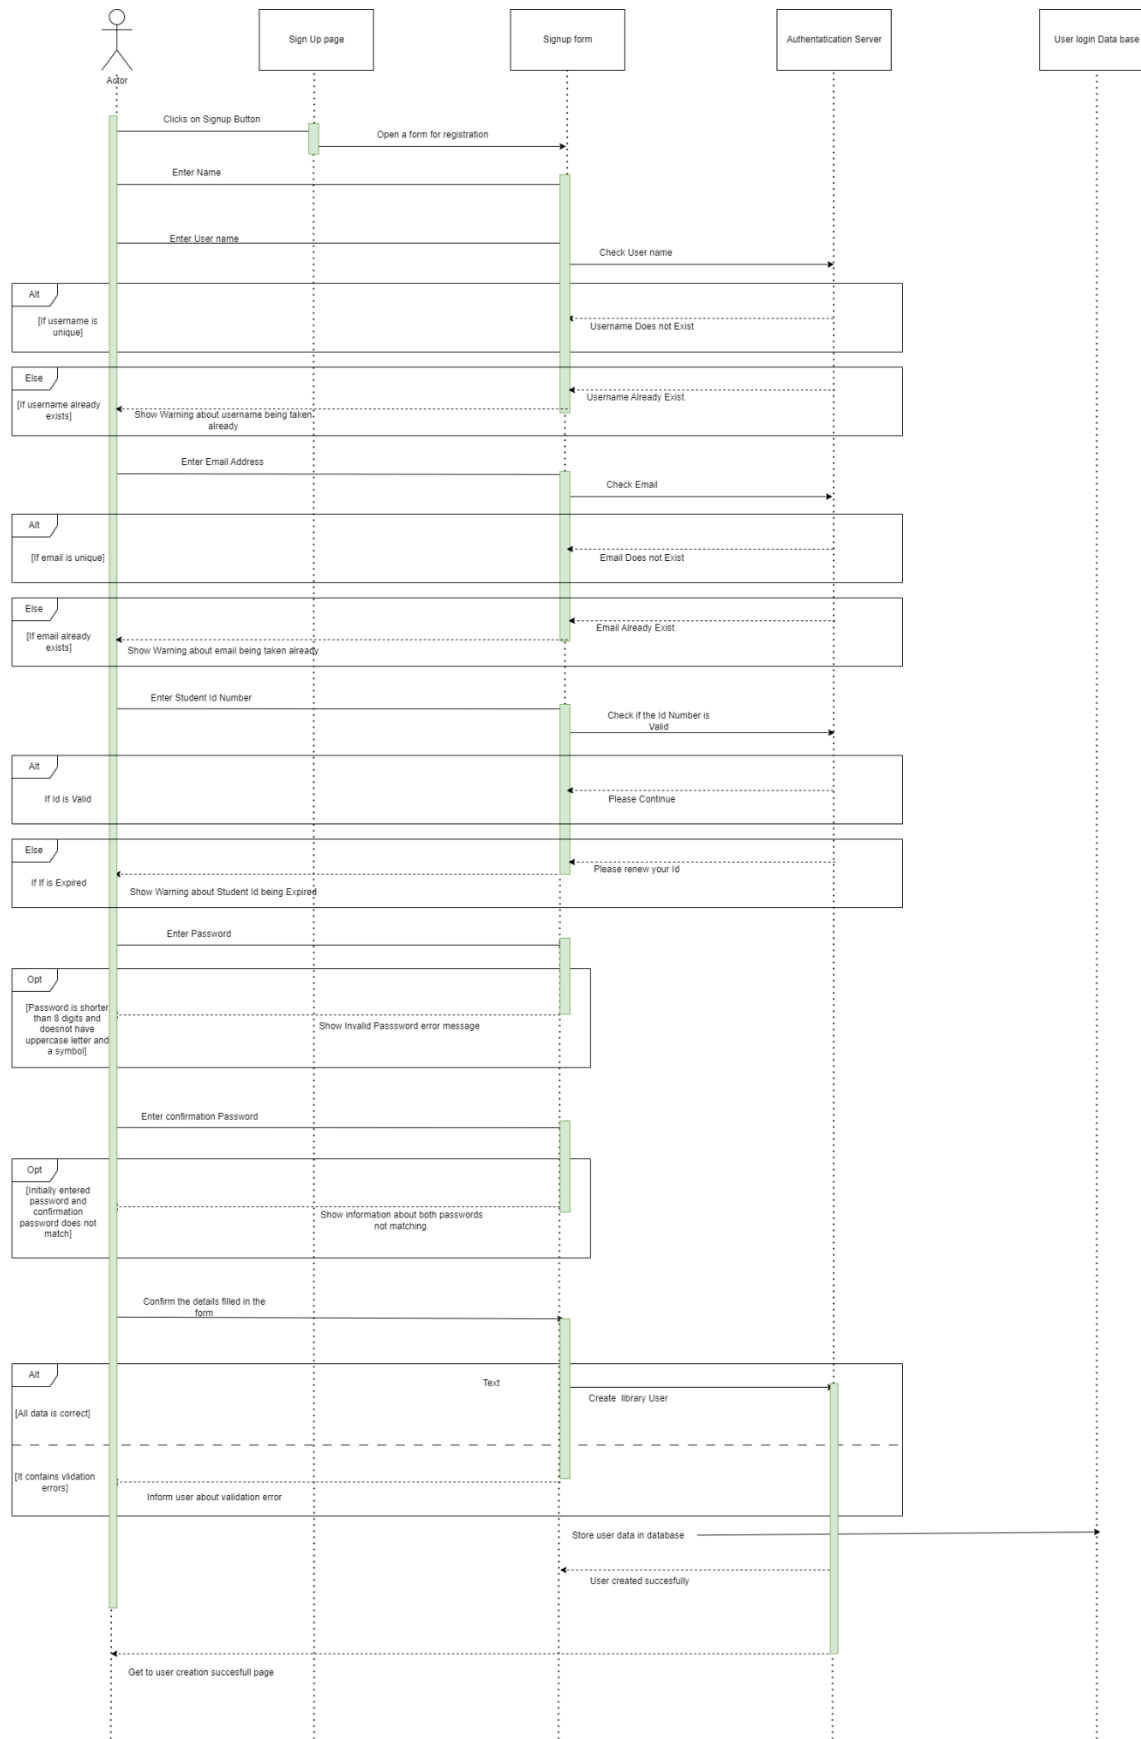 Actor
Sign Up page
Signup form
Authentatication Server
User login Data base
Clicks on Signup Button
Open a form for registration
Enter Name
Enter User name
Check User name
Alt
[If username is
unique]
Username Does not Exist
Else
[If username already
exists]
Username Already Exist.
Show Warning about username being taken
already
Enter Email Address
Check Email
Alt
[If email is unique]
Email Does not Exist
Else
[If email already
exists]
Email Already Exist.
Show Warning about email being taken already
Enter Student Id Number
Check if the Id Number is
Valid
Alt
If Id is Valid
Please Continue
Else
If If is Expired
Please renew your Id
Show Warning about Student Id being Expired
Enter Password
Opt
[Password is shorter
than 8 digits and
doesnot have
uppercase letter and
a symbol]
Show Invalid Passsword error message
Enter confirmation Password
Opt
[Initially entered
password and
confirmation
password does not
match]
Show information about both passwords
not matching.
Confirm the details filled in the
form
Alt
Text
Create  library User
[All data is correct]
[It contains vlidation
errors]
Inform user about validation error
Store user data in database
User created succesfully
Get to user creation succesfull page